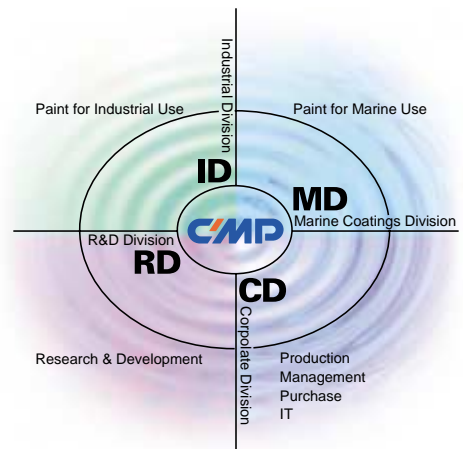 Industrial Division
Paint for Industrial Use
Paint for Marine Use
ID
MD
CMP
Marine Coatings Division
R&D Division
RD
CD
Corpolate Division
Research & Development
Production
Management
Purchase
IT